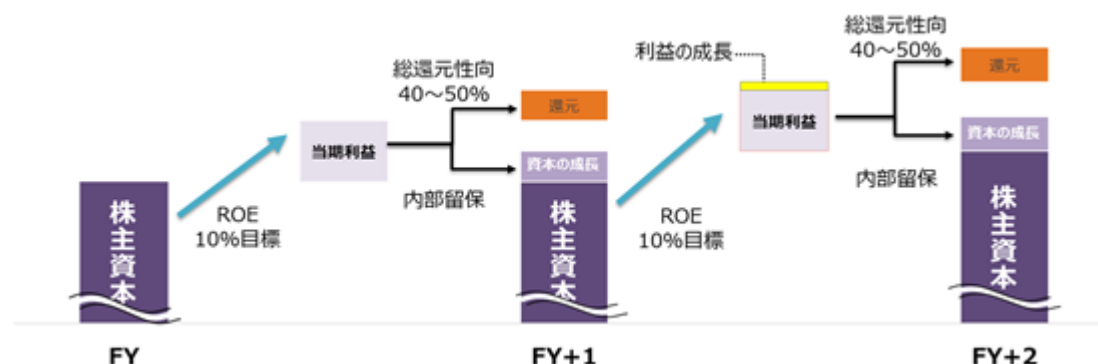 総還元性向
40～50%
還元
当期利益
資本の成長
内部留保
株主資本
ROE
10%目標
株主資本
利益の成長
当期利益
総還元性向
40～50%
還元
資本の成長
内部留保
ROE
10%目標
株主資本
FY
FY+1
FY+2